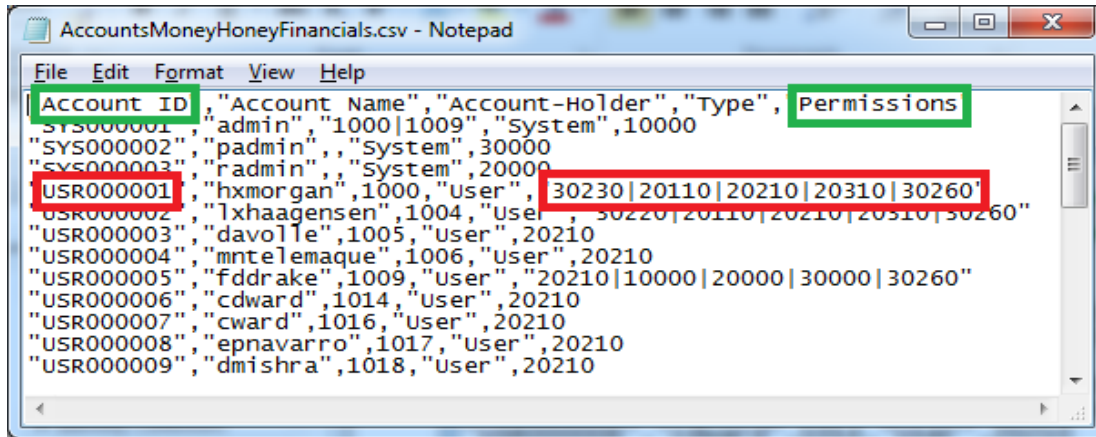 AccountsMoneyHoneyFinancials.csv - Notepad
File Edit Format View Help
Account ID","Account Name","Account-Holder","Type","Permissions
"SYS000001","admin","1000|1009","System",10000
"SYS000002","padmin",,"System",30000
"SYS000003","radmin",,"System",20000
"USR000001","hxmorgan",1000,"User","30230|20110|20210|20310|30260"
"USR000002","lxhaagensen",1004,"User","30220|20110|20210|20310|30260"
"USR000003","davolle",1005,"User",20210
"USR000004","mntelemaque",1006,"User",20210
"USR000005","fddrake",1009,"User","20210|10000|20000|30000|30260"
"USR000006","cdward",1014,"User",20210
"USR000007","cward",1016,"User",20210
"USR000008","epnavarro",1017,"User",20210
"USR000009","dmishra",1018,"User",20210